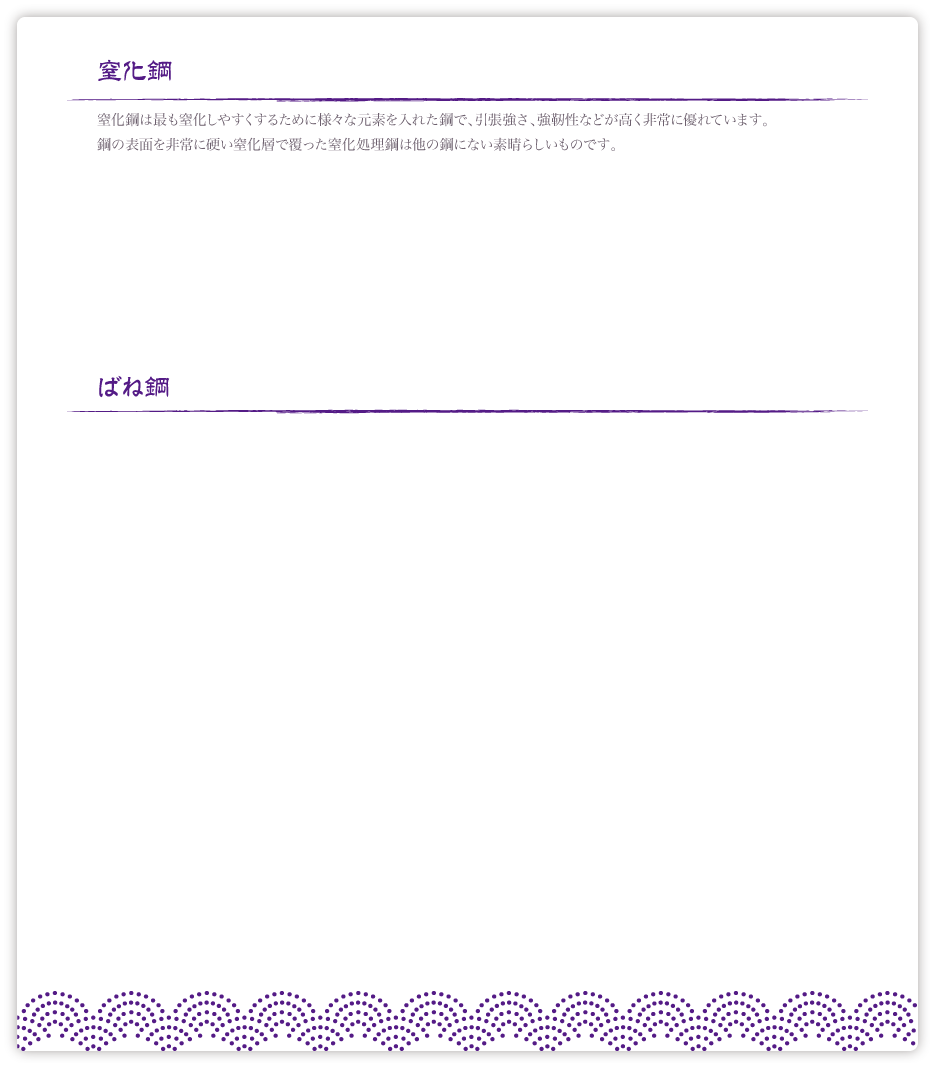 窒化鋼
窒化鋼は最も窒化しやすくするために様々な元素を入れた鋼で、引張強さ、強靭性などが高く非常に優れています。
鋼の表面を非常に硬い窒化層で覆った窒化処理鋼は他の鋼にない素晴らしいものです。
ばね鋼